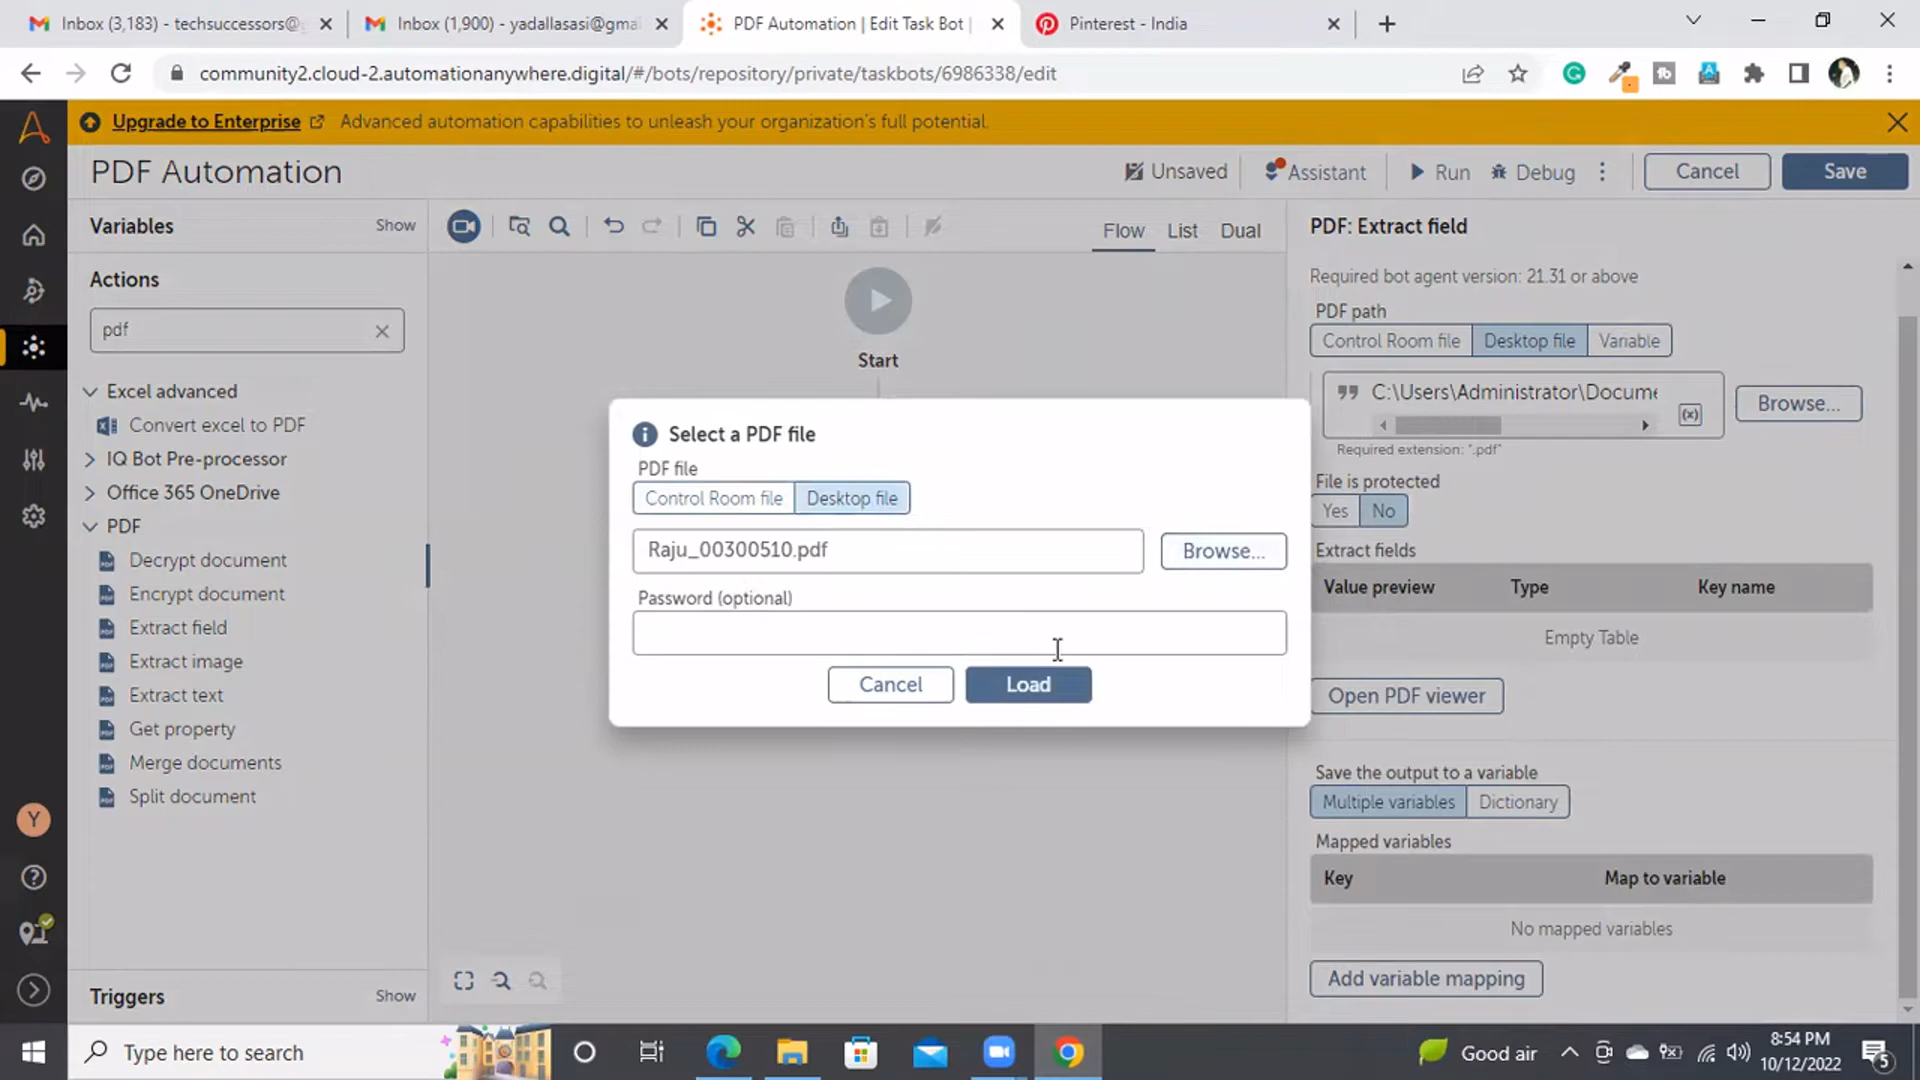 Inbox (3,183) - techsuccessors@g
Inbox (1,900) - yadallasasi@gmai
PDF Automation | Edit Task Bot |
Pinterest - India
community2.cloud-2.automationanywhere.digital/#/bots/repository/private/taskbots/6986338/edit
Upgrade to Enterprise
Advanced automation capabilities to unleash your organization's full potential.
PDF Automation
Unsaved
Assistant
Run
Debug
Cancel
Save
Variables
Show
Flow
List
Dual
Actions
pdf
Excel advanced
Convert excel to PDF
IQ Bot Pre-processor
Office 365 OneDrive
PDF
Decrypt document
Encrypt document
Extract field
Extract image
Extract text
Get property
Merge documents
Split document
Triggers
Show
Start
Select a PDF file
PDF file
Control Room file
Desktop file
Raju_00300510.pdf
Browse...
Password (optional)
Cancel
Load
PDF: Extract field
Required bot agent version: 21.31 or above
PDF path
Control Room file
Desktop file
Variable
C:\Users\Administrator\Docume
(x)
Browse...
Required extension: ".pdf"
File is protected
Yes
No
Extract fields
Value preview
Type
Key name
Empty Table
Open PDF viewer
Save the output to a variable
Multiple variables
Dictionary
Mapped variables
Key
Map to variable
No mapped variables
Add variable mapping
Y
Type here to search
Good air
8:54 PM
10/12/2022
5